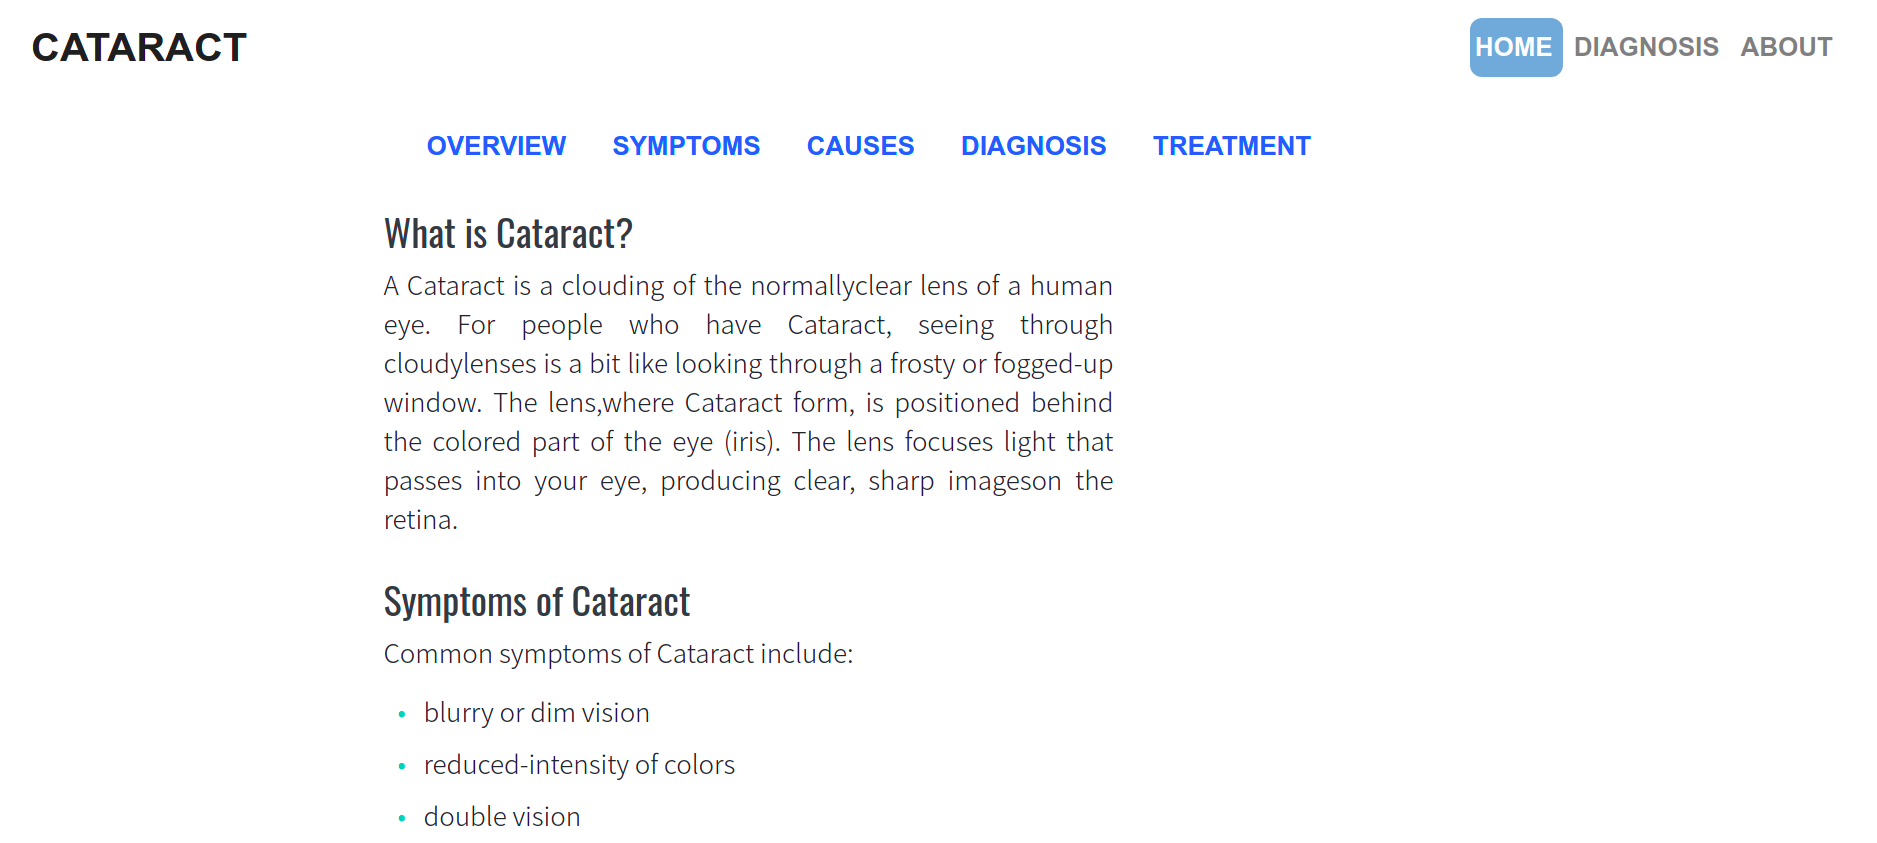 CATARACT
HOME DIAGNOSIS ABOUT
OVERVIEW SYMPTOMS CAUSES DIAGNOSIS TREATMENT
What is Cataract?
A Cataract is a clouding of the normallyclear lens of a human
eye. For people who have Cataract, seeing through
cloudylenses is a bit like looking through a frosty or fogged-up
window. The lens,where Cataract form, is positioned behind
the colored part of the eye (iris). The lens focuses light that
passes into your eye, producing clear, sharp imageson the
retina.
Symptoms of Cataract
Common symptoms of Cataract include:
• blurry or dim vision
• reduced-intensity of colors
• double vision